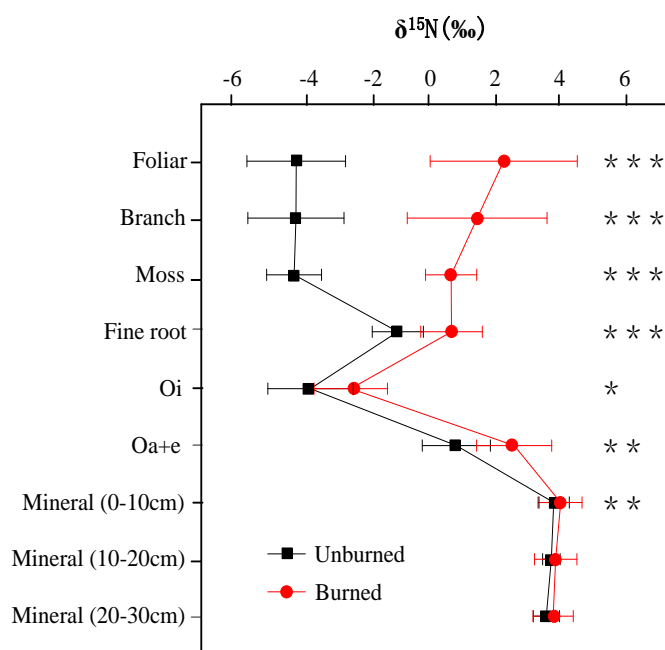 δ¹⁵N(‰)
-6 -4 -2 0 2 4 6
Foliar ***
Branch ***
Moss ***
Fine root ***
Oi *
Oa+e **
Mineral (0-10cm) **
Mineral (10-20cm)
Unburned
Burned
Mineral (20-30cm)